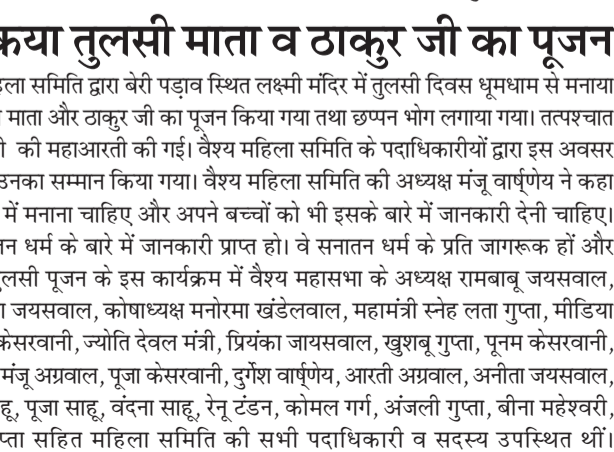 क्रया तुलसी माता व ठाकुर जी का पूजन
हला समिति द्वारा बेरी पड़ाव स्थित लक्ष्मी मंदिर में तुलसी दिवस धूमधाम से मनाया
माता और ठाकुर जी का पूजन किया गया तथा छप्पन भोग लगाया गया। तत्पश्चात
ी की महाआरती की गई। वैश्य महिला समिति के पदाधिकारीयों द्वारा इस अवसर
उनका सम्मान किया गया। वैश्य महिला समिति की अध्यक्ष मंजू वार्ष्णेय ने कहा
में मनाना चाहिए और अपने बच्चों को भी इसके बारे में जानकारी देनी चाहिए।
तन धर्म के बारे में जानकारी प्राप्त हो। वे सनातन धर्म के प्रति जागरूक हों और
ुलसी पूजन के इस कार्यक्रम में वैश्य महासभा के अध्यक्ष रामबाबू जयसवाल,
ा जयसवाल, कोषाध्यक्ष मनोरमा खंडेलवाल, महामंत्री स्नेह लता गुप्ता, मीडिया
केसरवानी, ज्योति देवल मंत्री, प्रियंका जायसवाल, खुशबू गुप्ता, पूनम केसरवानी,
मंजू अग्रवाल, पूजा केसरवानी, दुर्गेश वार्ष्णेय, आरती अग्रवाल, अनीता जयसवाल,
हू, पूजा साहू, वंदना साहू, रेनू टंडन, कोमल गर्ग, अंजली गुप्ता, बीना महेश्वरी,
प्ता सहित महिला समिति की सभी पदाधिकारी व सदस्य उपस्थित थीं।